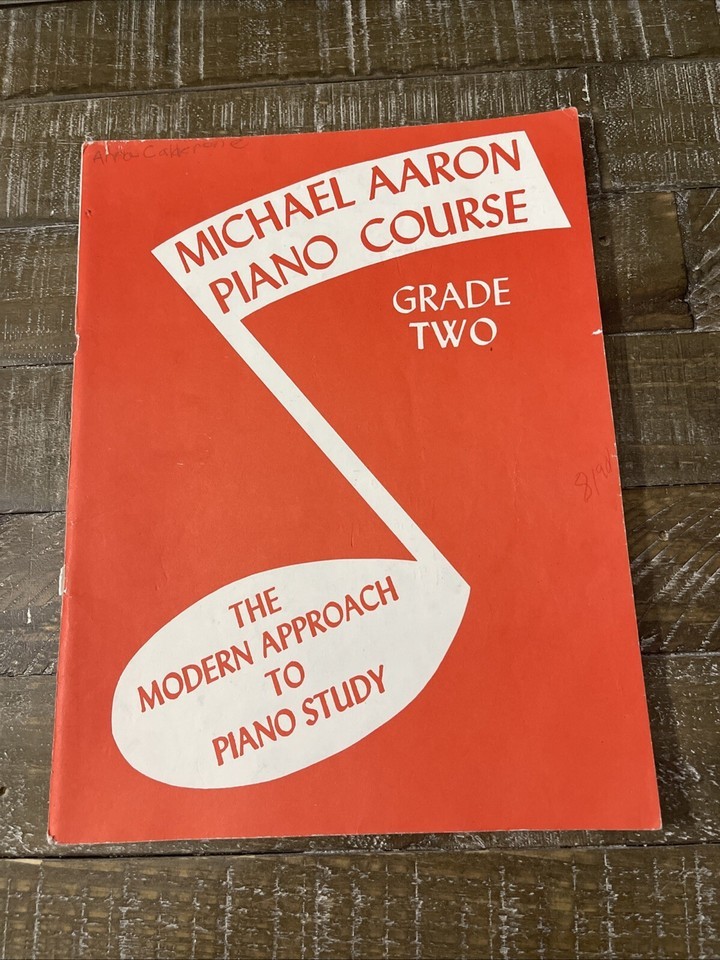 MICHAEL AARON
PIANO COURSE
GRADE
TWO
THE
MODERN APPROACH
TO
PIANO STUDY